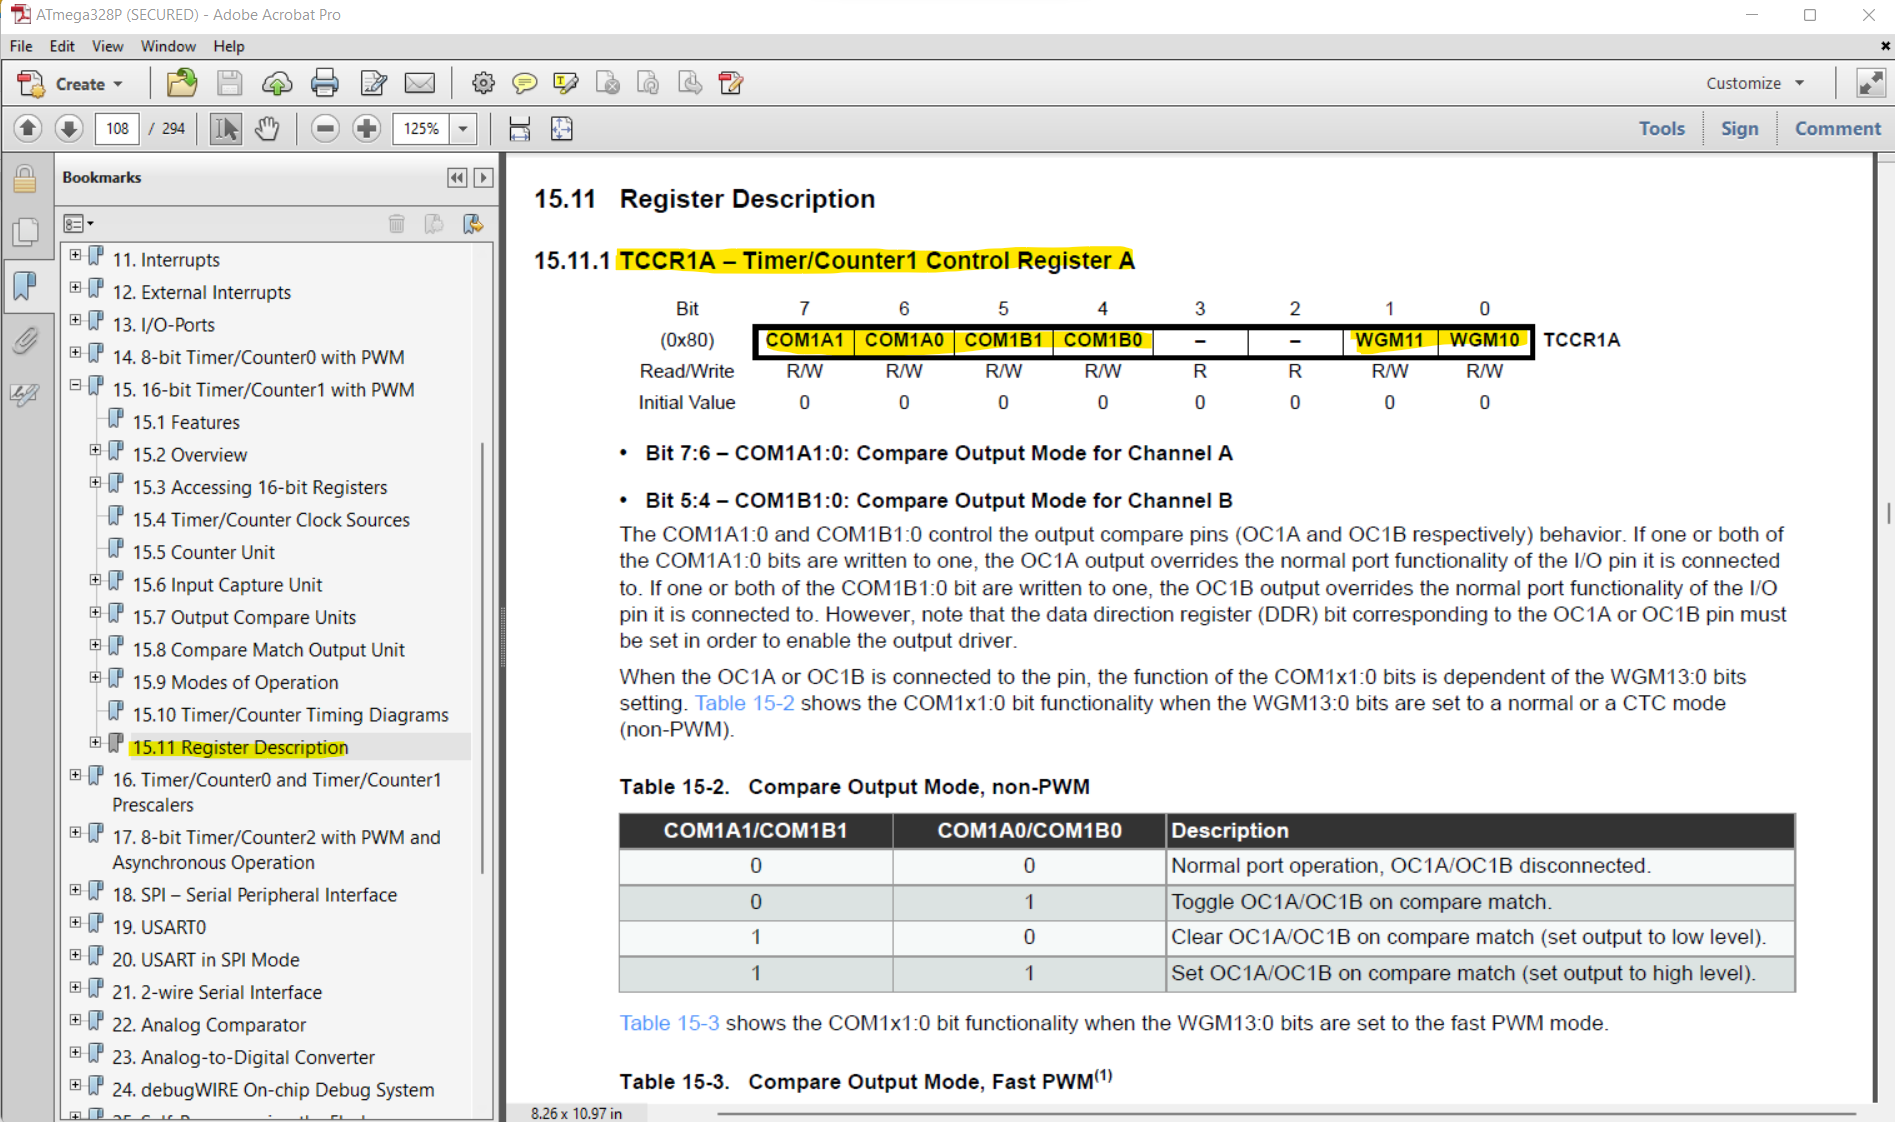 ATmega328P (SECURED) - Adobe Acrobat Pro
File Edit View Window Help
Create
Customize
108 / 294
125%
Tools Sign Comment
Bookmarks
11. Interrupts
12. External Interrupts
13. I/O-Ports
14. 8-bit Timer/Counter0 with PWM
15. 16-bit Timer/Counter1 with PWM
15.1 Features
15.2 Overview
15.3 Accessing 16-bit Registers
15.4 Timer/Counter Clock Sources
15.5 Counter Unit
15.6 Input Capture Unit
15.7 Output Compare Units
15.8 Compare Match Output Unit
15.9 Modes of Operation
15.10 Timer/Counter Timing Diagrams
15.11 Register Description
16. Timer/Counter0 and Timer/Counter1
Prescalers
17. 8-bit Timer/Counter2 with PWM and
Asynchronous Operation
18. SPI – Serial Peripheral Interface
19. USART0
20. USART in SPI Mode
21. 2-wire Serial Interface
22. Analog Comparator
23. Analog-to-Digital Converter
24. debugWIRE On-chip Debug System
15.11 Register Description
15.11.1 TCCR1A – Timer/Counter1 Control Register A
Bit 7 6 5 4 3 2 1 0
(0x80) COM1A1 COM1A0 COM1B1 COM1B0 – – WGM11 WGM10 TCCR1A
Read/Write R/W R/W R/W R/W R R R/W R/W
Initial Value 0 0 0 0 0 0 0 0
• Bit 7:6 – COM1A1:0: Compare Output Mode for Channel A
• Bit 5:4 – COM1B1:0: Compare Output Mode for Channel B
The COM1A1:0 and COM1B1:0 control the output compare pins (OC1A and OC1B respectively) behavior. If one or both of
the COM1A1:0 bits are written to one, the OC1A output overrides the normal port functionality of the I/O pin it is connected
to. If one or both of the COM1B1:0 bit are written to one, the OC1B output overrides the normal port functionality of the I/O
pin it is connected to. However, note that the data direction register (DDR) bit corresponding to the OC1A or OC1B pin must
be set in order to enable the output driver.
When the OC1A or OC1B is connected to the pin, the function of the COM1x1:0 bits is dependent of the WGM13:0 bits
setting. Table 15-2 shows the COM1x1:0 bit functionality when the WGM13:0 bits are set to a normal or a CTC mode
(non-PWM).
Table 15-2. Compare Output Mode, non-PWM
COM1A1/COM1B1 COM1A0/COM1B0 Description
0 0 Normal port operation, OC1A/OC1B disconnected.
0 1 Toggle OC1A/OC1B on compare match.
1 0 Clear OC1A/OC1B on compare match (set output to low level).
1 1 Set OC1A/OC1B on compare match (set output to high level).
Table 15-3 shows the COM1x1:0 bit functionality when the WGM13:0 bits are set to the fast PWM mode.
Table 15-3. Compare Output Mode, Fast PWM(1)
8.26 x 10.97 in